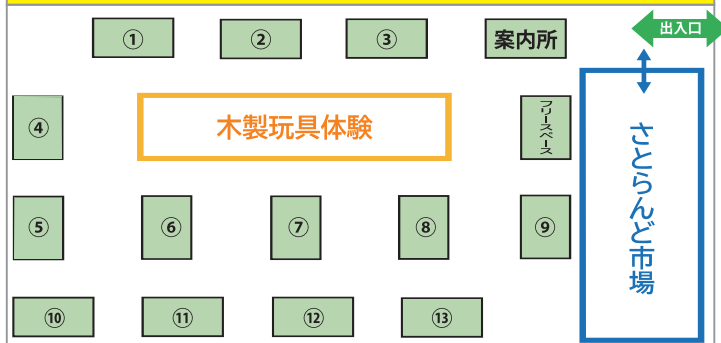 ① ② ③ 案内所 出入口
④ 木製玩具体験 フリースペース
さとらんど市場
⑤ ⑥ ⑦ ⑧ ⑨
⑩ ⑪ ⑫ ⑬